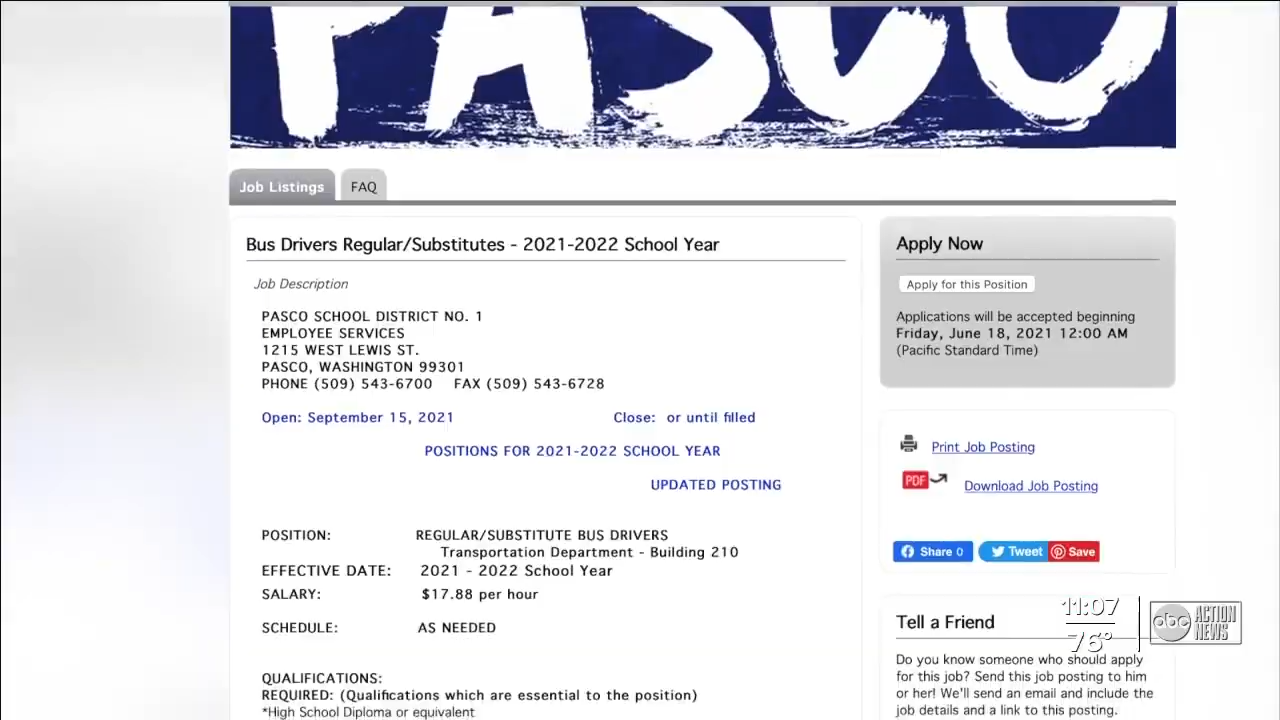 PASCO
Job Listings
FAQ
Bus Drivers Regular/Substitutes - 2021-2022 School Year
Job Description
PASCO SCHOOL DISTRICT NO. 1
EMPLOYEE SERVICES
1215 WEST LEWIS ST.
PASCO, WASHINGTON 99301
PHONE (509) 543-6700 FAX (509) 543-6728
Open: September 15, 2021 Close: or until filled
POSITIONS FOR 2021-2022 SCHOOL YEAR
UPDATED POSTING
POSITION: REGULAR/SUBSTITUTE BUS DRIVERS
Transportation Department - Building 210
EFFECTIVE DATE: 2021 - 2022 School Year
SALARY: $17.88 per hour
SCHEDULE: AS NEEDED
QUALIFICATIONS:
REQUIRED: (Qualifications which are essential to the position)
*High School Diploma or equivalent
Apply Now
Apply for this Position
Applications will be accepted beginning
Friday, June 18, 2021 12:00 AM
(Pacific Standard Time)
Print Job Posting
PDF Download Job Posting
Share 0 Tweet Save
Tell a Friend
Do you know someone who should apply
for this job? Send this job posting to him
or her! We'll send an email and include the
job details and a link to this posting.
11:07
76°
abc ACTION NEWS